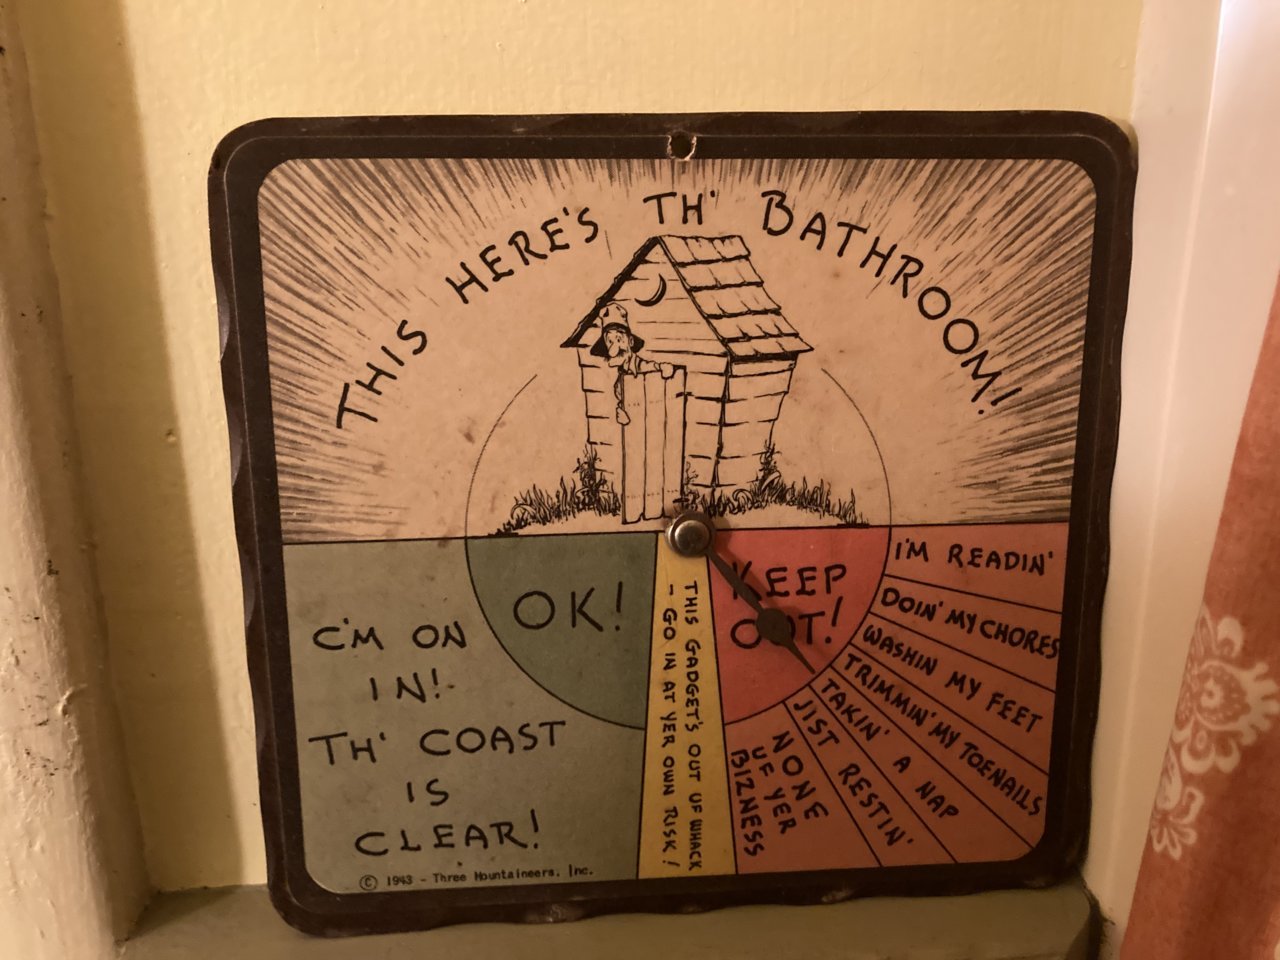 THIS HERE'S TH' BATHROOM!
OK!
KEEP OUT!
C'M ON
IN!
TH' COAST
IS
CLEAR!
THIS GADGET'S OUT UF WHACK
- GO IN AT YER OWN RISK!
I'M READIN'
DOIN' MY CHORES
WASHIN MY FEET
TRIMMIN' MY TOENAILS
TAKIN' A NAP
JIST RESTIN'
NONE
UF YER
BIZNESS
© 1943 - Three Mountaineers, Inc.